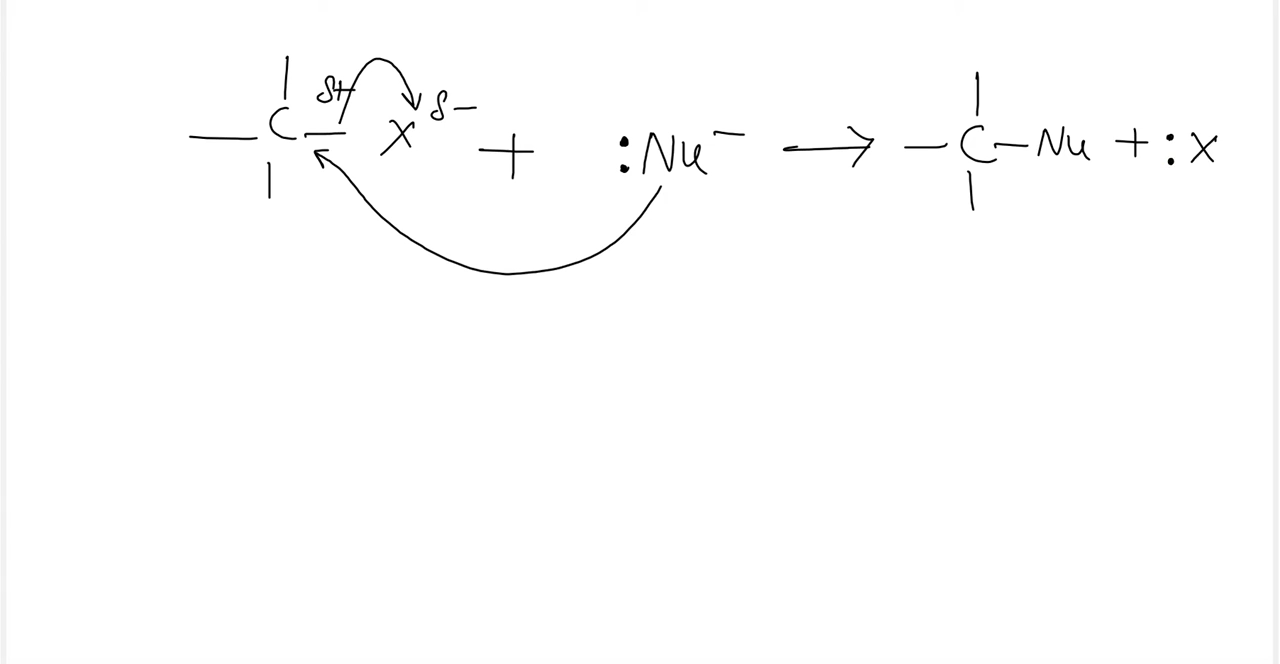 — C — X + :Nu⁻ ⟶ — C — Nu + :X
δ+ δ−